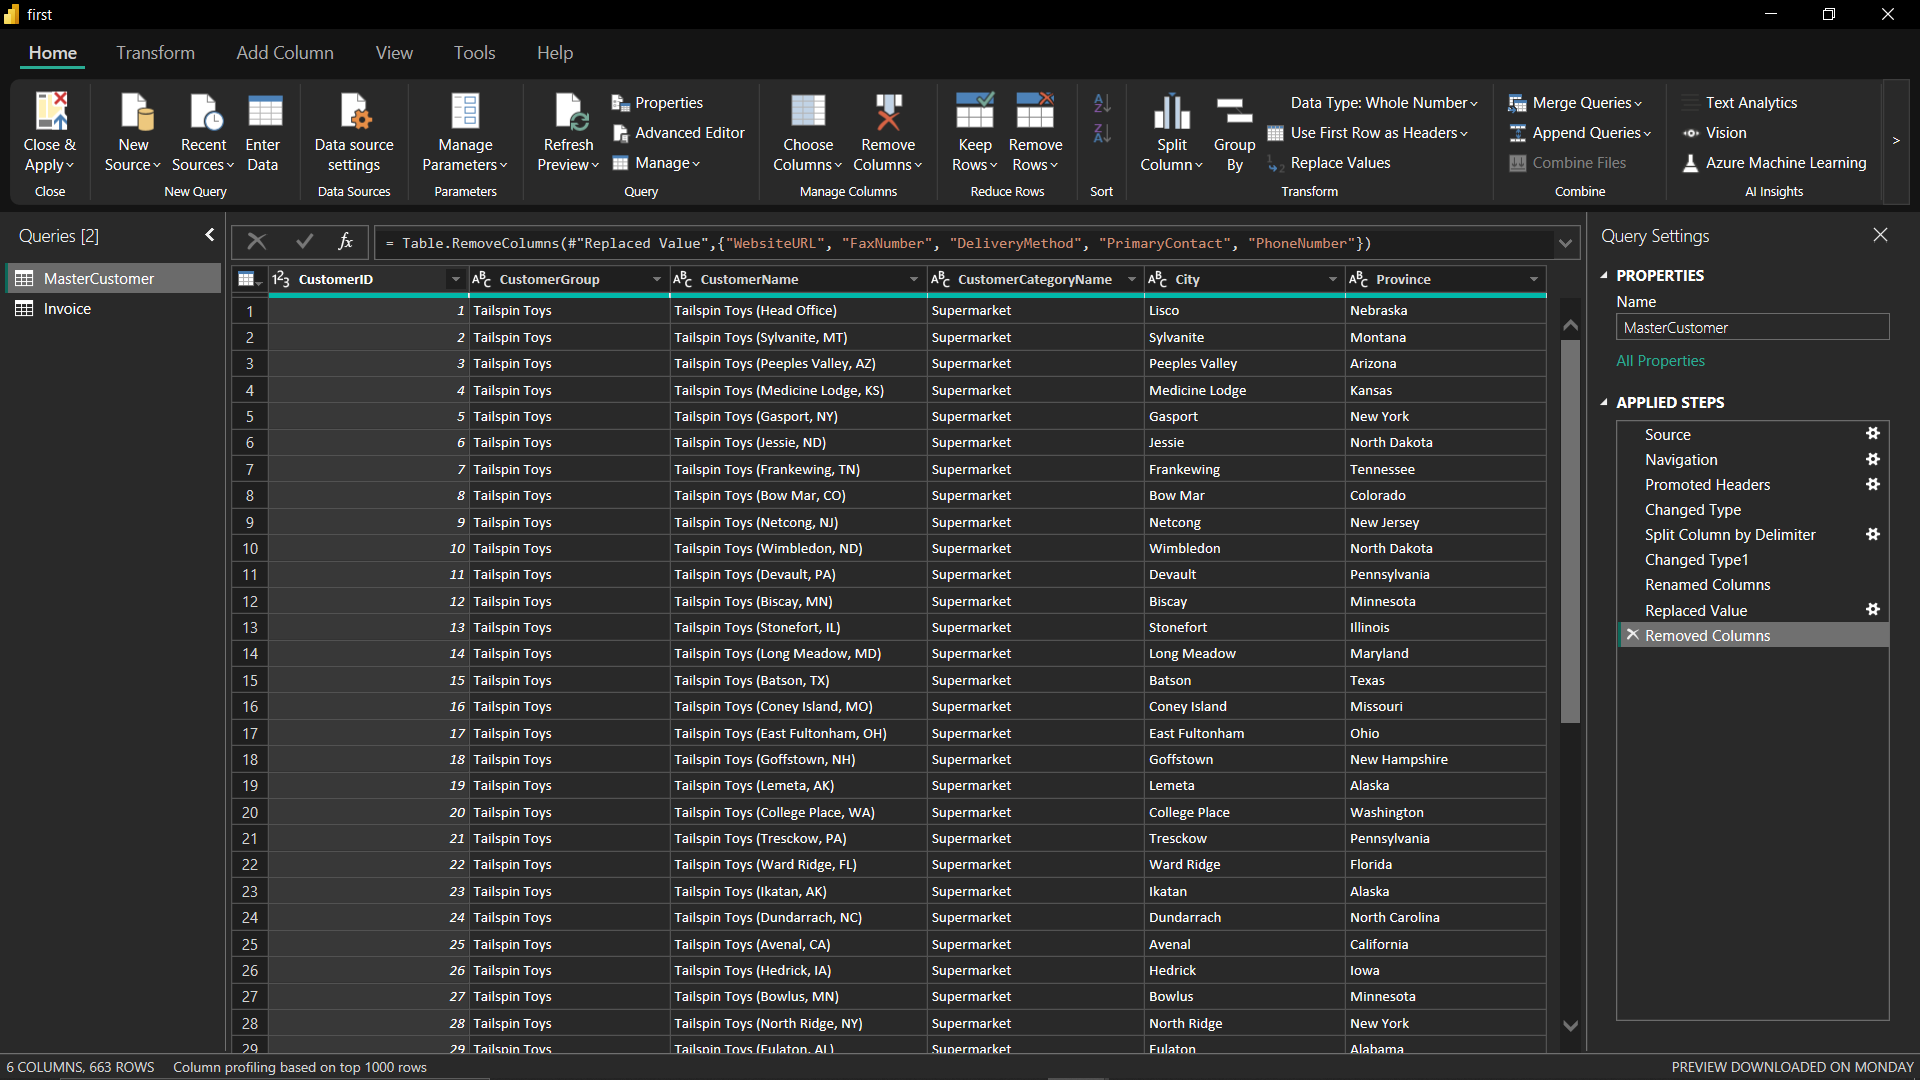 first
Home Transform Add Column View Tools Help
Close & Apply
New Source
Recent Sources
Enter Data
Data source settings
Manage Parameters
Refresh Preview
Properties
Advanced Editor
Manage
Choose Columns
Remove Columns
Keep Rows
Remove Rows
Split Column
Group By
Data Type: Whole Number
Use First Row as Headers
Replace Values
Merge Queries
Append Queries
Combine Files
Text Analytics
Vision
Azure Machine Learning
Close New Query Data Sources Parameters Query Manage Columns Reduce Rows Sort Transform Combine AI Insights
Queries [2]
MasterCustomer
Invoice
fx = Table.RemoveColumns(#"Replaced Value",{"WebsiteURL", "FaxNumber", "DeliveryMethod", "PrimaryContact", "PhoneNumber"})
CustomerID CustomerGroup CustomerName CustomerCategoryName City Province
1 1 Tailspin Toys Tailspin Toys (Head Office) Supermarket Lisco Nebraska
2 2 Tailspin Toys Tailspin Toys (Sylvanite, MT) Supermarket Sylvanite Montana
3 3 Tailspin Toys Tailspin Toys (Peeples Valley, AZ) Supermarket Peeples Valley Arizona
4 4 Tailspin Toys Tailspin Toys (Medicine Lodge, KS) Supermarket Medicine Lodge Kansas
5 5 Tailspin Toys Tailspin Toys (Gasport, NY) Supermarket Gasport New York
6 6 Tailspin Toys Tailspin Toys (Jessie, ND) Supermarket Jessie North Dakota
7 7 Tailspin Toys Tailspin Toys (Frankewing, TN) Supermarket Frankewing Tennessee
8 8 Tailspin Toys Tailspin Toys (Bow Mar, CO) Supermarket Bow Mar Colorado
9 9 Tailspin Toys Tailspin Toys (Netcong, NJ) Supermarket Netcong New Jersey
10 10 Tailspin Toys Tailspin Toys (Wimbledon, ND) Supermarket Wimbledon North Dakota
11 11 Tailspin Toys Tailspin Toys (Devault, PA) Supermarket Devault Pennsylvania
12 12 Tailspin Toys Tailspin Toys (Biscay, MN) Supermarket Biscay Minnesota
13 13 Tailspin Toys Tailspin Toys (Stonefort, IL) Supermarket Stonefort Illinois
14 14 Tailspin Toys Tailspin Toys (Long Meadow, MD) Supermarket Long Meadow Maryland
15 15 Tailspin Toys Tailspin Toys (Batson, TX) Supermarket Batson Texas
16 16 Tailspin Toys Tailspin Toys (Coney Island, MO) Supermarket Coney Island Missouri
17 17 Tailspin Toys Tailspin Toys (East Fultonham, OH) Supermarket East Fultonham Ohio
18 18 Tailspin Toys Tailspin Toys (Goffstown, NH) Supermarket Goffstown New Hampshire
19 19 Tailspin Toys Tailspin Toys (Lemeta, AK) Supermarket Lemeta Alaska
20 20 Tailspin Toys Tailspin Toys (College Place, WA) Supermarket College Place Washington
21 21 Tailspin Toys Tailspin Toys (Tresckow, PA) Supermarket Tresckow Pennsylvania
22 22 Tailspin Toys Tailspin Toys (Ward Ridge, FL) Supermarket Ward Ridge Florida
23 23 Tailspin Toys Tailspin Toys (Ikatan, AK) Supermarket Ikatan Alaska
24 24 Tailspin Toys Tailspin Toys (Dundarrach, NC) Supermarket Dundarrach North Carolina
25 25 Tailspin Toys Tailspin Toys (Avenal, CA) Supermarket Avenal California
26 26 Tailspin Toys Tailspin Toys (Hedrick, IA) Supermarket Hedrick Iowa
27 27 Tailspin Toys Tailspin Toys (Bowlus, MN) Supermarket Bowlus Minnesota
28 28 Tailspin Toys Tailspin Toys (North Ridge, NY) Supermarket North Ridge New York
29 29 Tailspin Toys Tailspin Toys (Eulaton, AL) Supermarket Eulaton Alabama
Query Settings
PROPERTIES
Name
MasterCustomer
All Properties
APPLIED STEPS
Source
Navigation
Promoted Headers
Changed Type
Split Column by Delimiter
Changed Type1
Renamed Columns
Replaced Value
Removed Columns
6 COLUMNS, 663 ROWS Column profiling based on top 1000 rows PREVIEW DOWNLOADED ON MONDAY